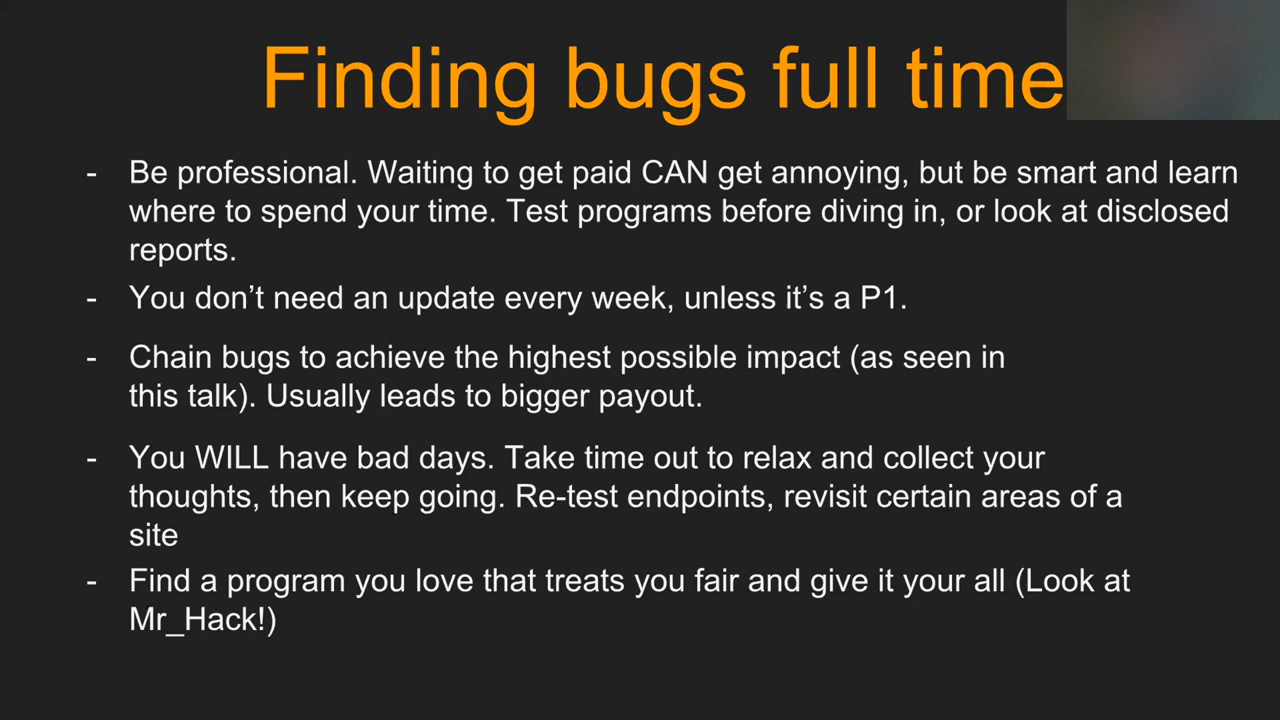 Finding bugs full time
- Be professional. Waiting to get paid CAN get annoying, but be smart and learn
where to spend your time. Test programs before diving in, or look at disclosed
reports.
- You don’t need an update every week, unless it’s a P1.
- Chain bugs to achieve the highest possible impact (as seen in
this talk). Usually leads to bigger payout.
- You WILL have bad days. Take time out to relax and collect your
thoughts, then keep going. Re-test endpoints, revisit certain areas of a
site
- Find a program you love that treats you fair and give it your all (Look at
Mr_Hack!)